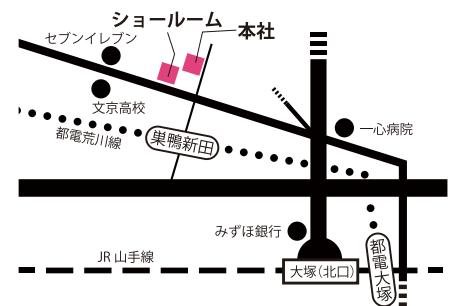 ショールーム
本社
セブンイレブン
文京高校
都電荒川線
巣鴨新田
一心病院
みずほ銀行
JR 山手線
大塚（北口）
都電大塚